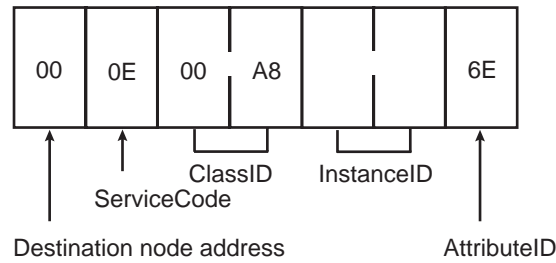 00 0E 00 A8 6E
ClassID InstanceID
ServiceCode
Destination node address AttributeID